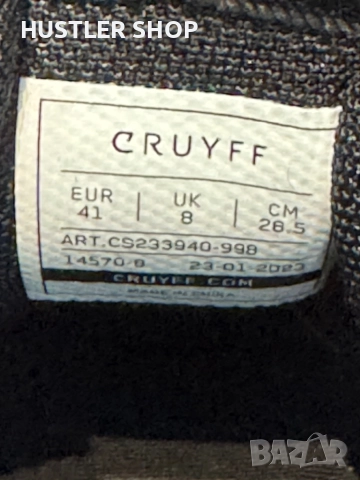 HUSTLER SHOP
CRUYFF
EUR UK CM
41 8 26.5
ART.CS233940-998
14570-8 23-01-2023
CRUYFF.COM
MADE IN CHINA
BAZAR